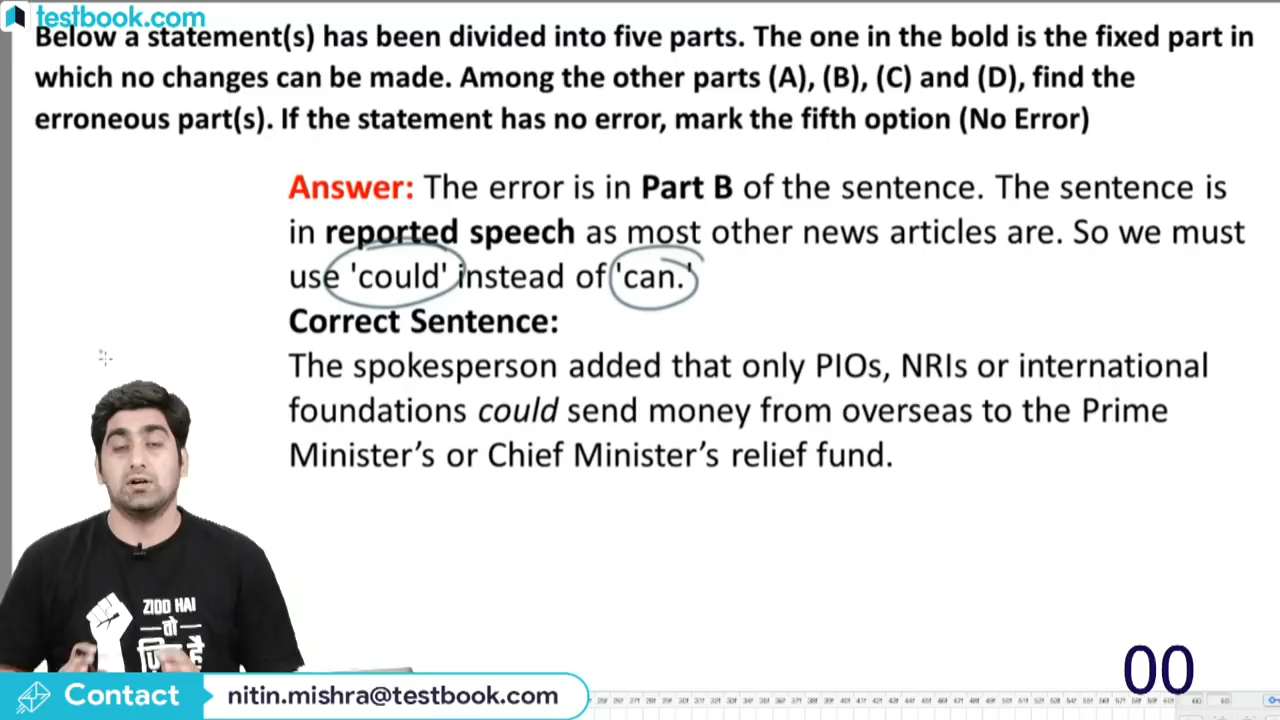 testbook.com
Below a statement(s) has been divided into five parts. The one in the bold is the fixed part in
which no changes can be made. Among the other parts (A), (B), (C) and (D), find the
erroneous part(s). If the statement has no error, mark the fifth option (No Error)
Answer: The error is in Part B of the sentence. The sentence is
in reported speech as most other news articles are. So we must
use 'could' instead of 'can.'
Correct Sentence:
The spokesperson added that only PIOs, NRIs or international
foundations could send money from overseas to the Prime
Minister's or Chief Minister's relief fund.
ZIDD HAI
तो
00
Contact nitin.mishra@testbook.com